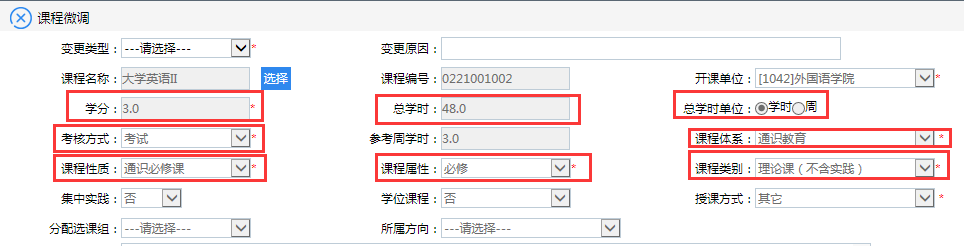 课程微调
变更类型：---请选择---* 变更原因：
课程名称：大学英语II 选择 课程编号：0221001002 开课单位：[1042]外国语学院*
学分：3.0* 总学时：48.0 总学时单位：学时 周
考核方式：考试* 参考周学时：3.0 课程体系：通识教育*
课程性质：通识必修课* 课程属性：必修* 课程类别：理论课（不含实践）*
集中实践：否 学位课程：否 授课方式：其它*
分配选课组：---请选择--- 所属方向：---请选择---